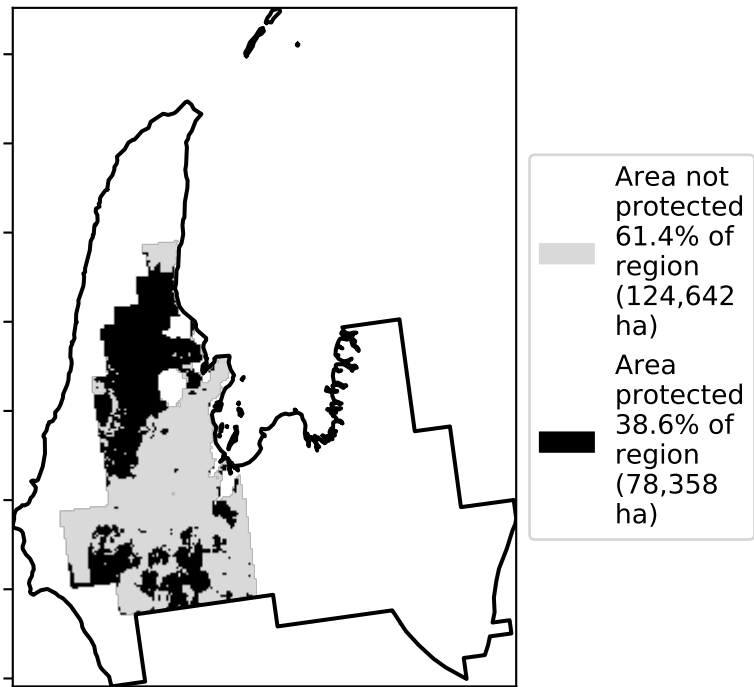 Area not
protected
61.4% of
region
(124,642
ha)
Area
protected
38.6% of
region
(78,358
ha)